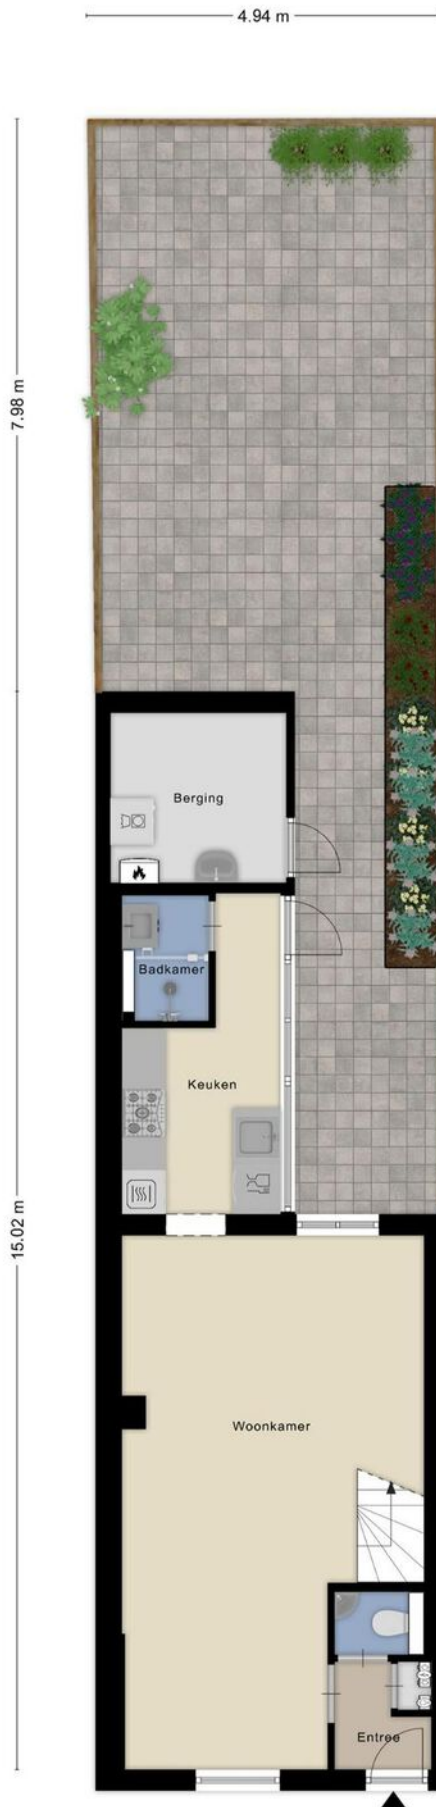 4.94 m
7.98 m
Berging
Badkamer
Keuken
15.02 m
Woonkamer
Entree